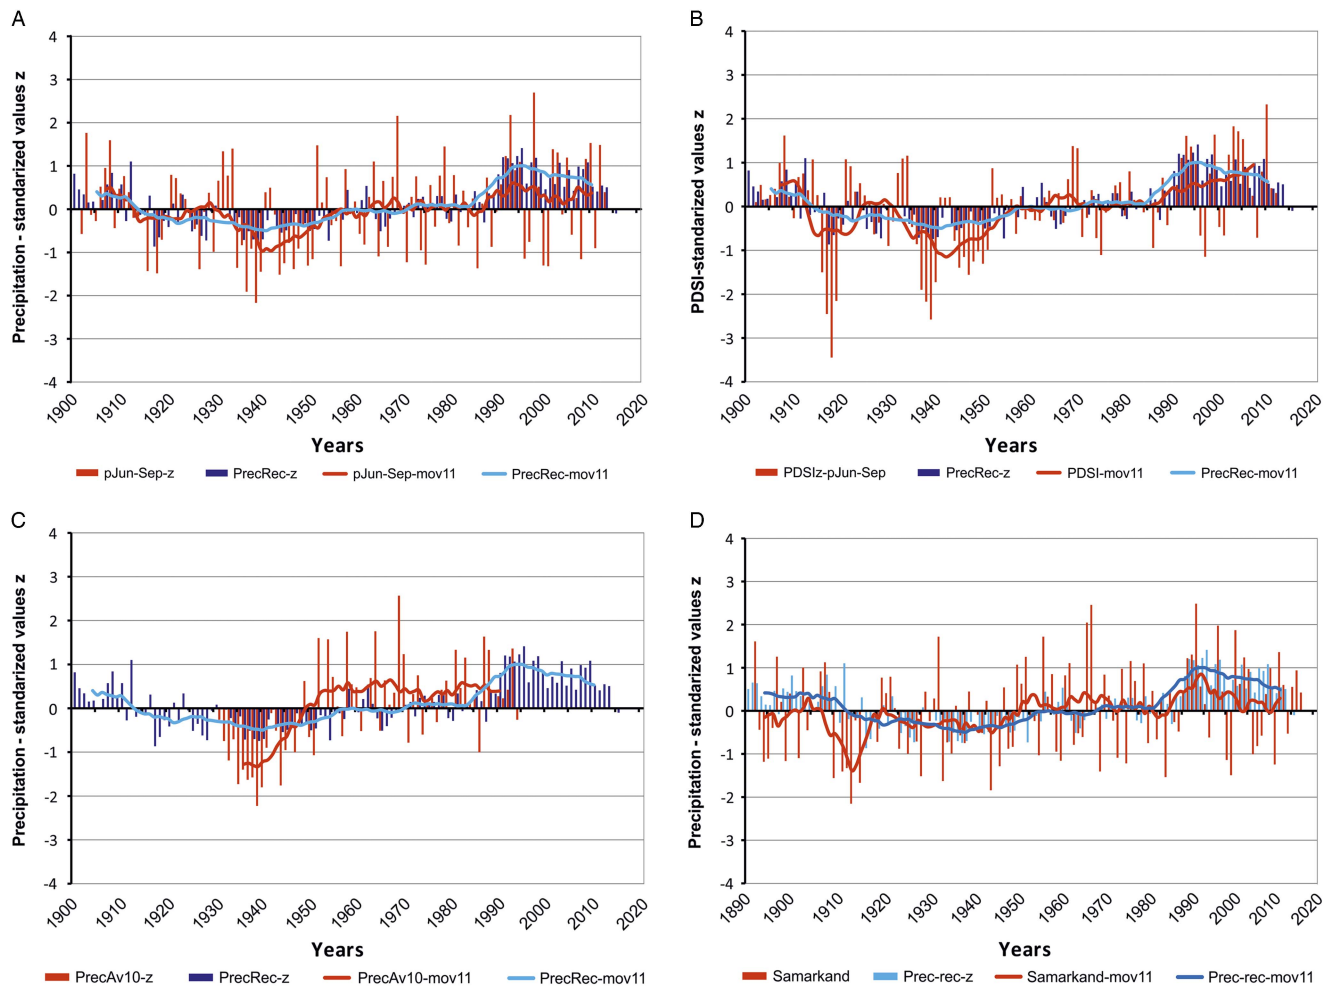 A
Precipitation - standarized values z
4
3
2
1
0
-1
-2
-3
-4
1900 1910 1920 1930 1940 1950 1960 1970 1980 1990 2000 2010 2020
Years
pJun-Sep-z PrecRec-z pJun-Sep-mov11 PrecRec-mov11
B
PDSI-standarized values z
4
3
2
1
0
-1
-2
-3
-4
1900 1910 1920 1930 1940 1950 1960 1970 1980 1990 2000 2010 2020
Years
PDSIz-pJun-Sep PrecRec-z PDSI-mov11 PrecRec-mov11
C
Precipitation - standarized values z
4
3
2
1
0
-1
-2
-3
-4
1900 1910 1920 1930 1940 1950 1960 1970 1980 1990 2000 2010 2020
Years
PrecAv10-z PrecRec-z PrecAv10-mov11 PrecRec-mov11
D
Precipitation - standarized values z
4
3
2
1
0
-1
-2
-3
-4
1890 1900 1910 1920 1930 1940 1950 1960 1970 1980 1990 2000 2010 2020
Years
Samarkand Prec-rec-z Samarkand-mov11 Prec-rec-mov11